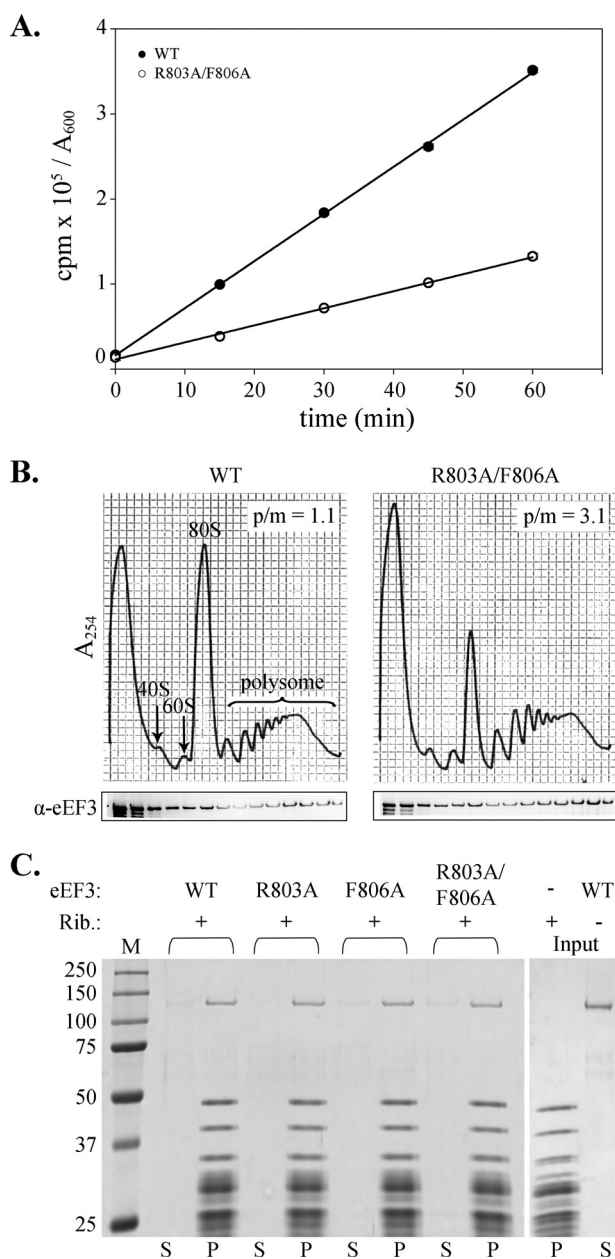 A.
4
3
2
1
0
cpm x 10⁵ / A₆₀₀
WT
R803A/F806A
0 10 20 30 40 50 60
time (min)
B.
WT
R803A/F806A
p/m = 1.1
p/m = 3.1
A₂₅₄
80S
40S
60S
polysome
α-eEF3
C.
eEF3: WT R803A F806A R803A/ F806A - WT
Rib.: + + + + + -
Input
M
250
150
100
75
50
37
25
S P S P S P S P P S